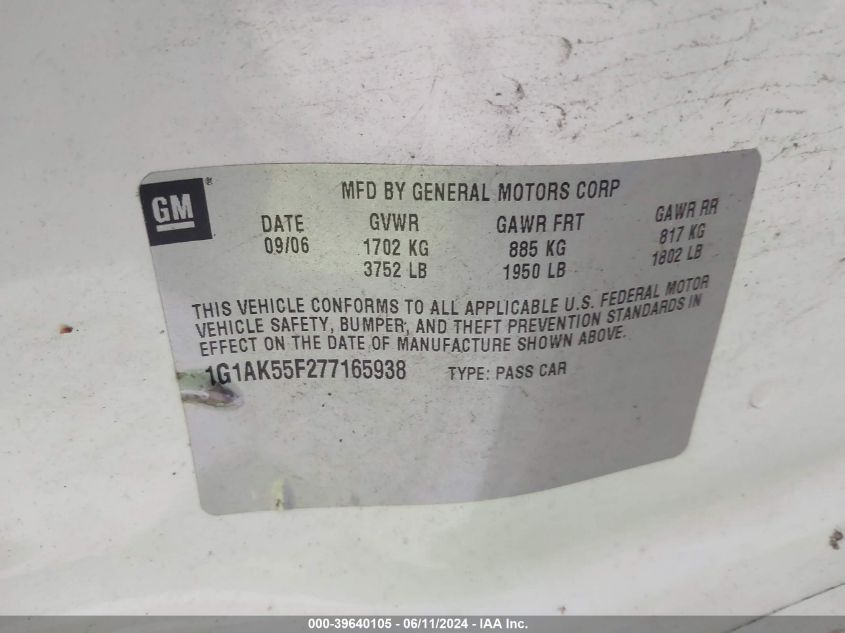 GM®
MFD BY GENERAL MOTORS CORP
DATE GVWR GAWR FRT GAWR RR
09/06 1702 KG 885 KG 817 KG
3752 LB 1950 LB 1802 LB
THIS VEHICLE CONFORMS TO ALL APPLICABLE U.S. FEDERAL MOTOR
VEHICLE SAFETY, BUMPER, AND THEFT PREVENTION STANDARDS IN
EFFECT ON THE DATE OF MANUFACTURE SHOWN ABOVE.
1G1AK55F277165938 TYPE: PASS CAR
000-39640105 - 06/11/2024 - IAA Inc.